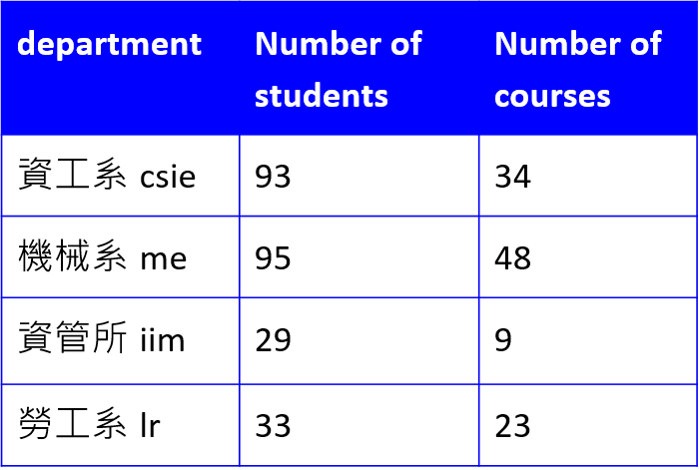 department Number of students Number of courses
資工系 csie 93 34
機械系 me 95 48
資管所 iim 29 9
勞工系 lr 33 23